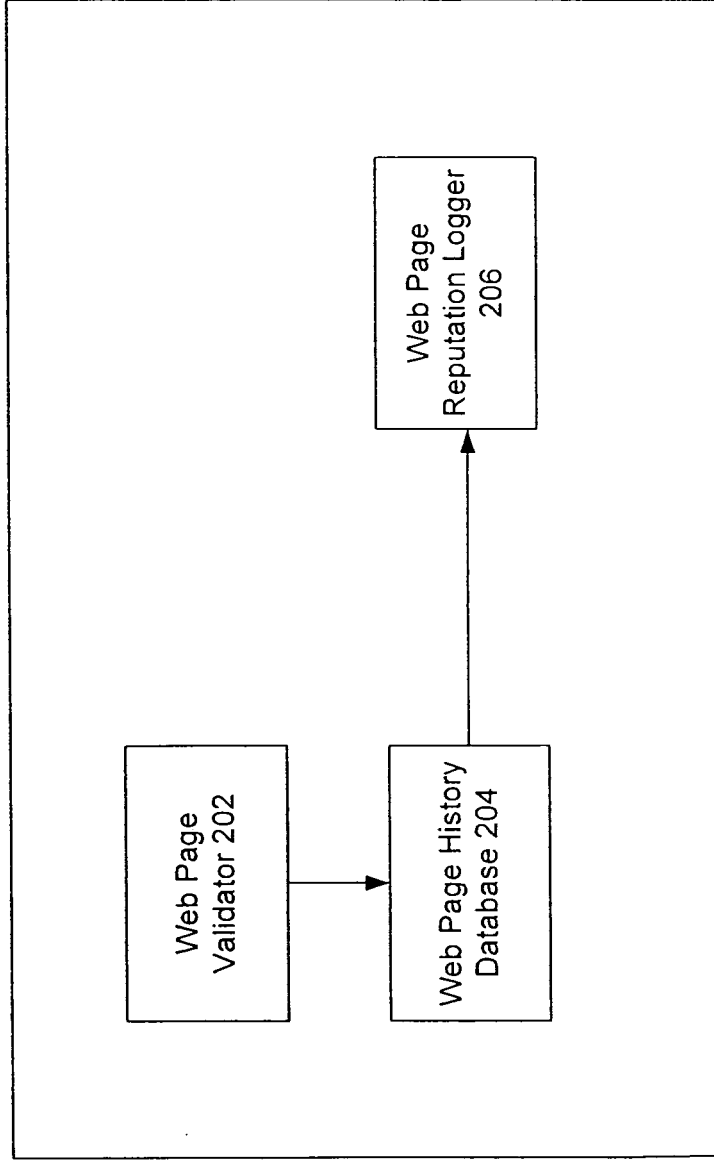 Web Page
Validator 202
Web Page History
Database 204
Web Page
Reputation Logger
206